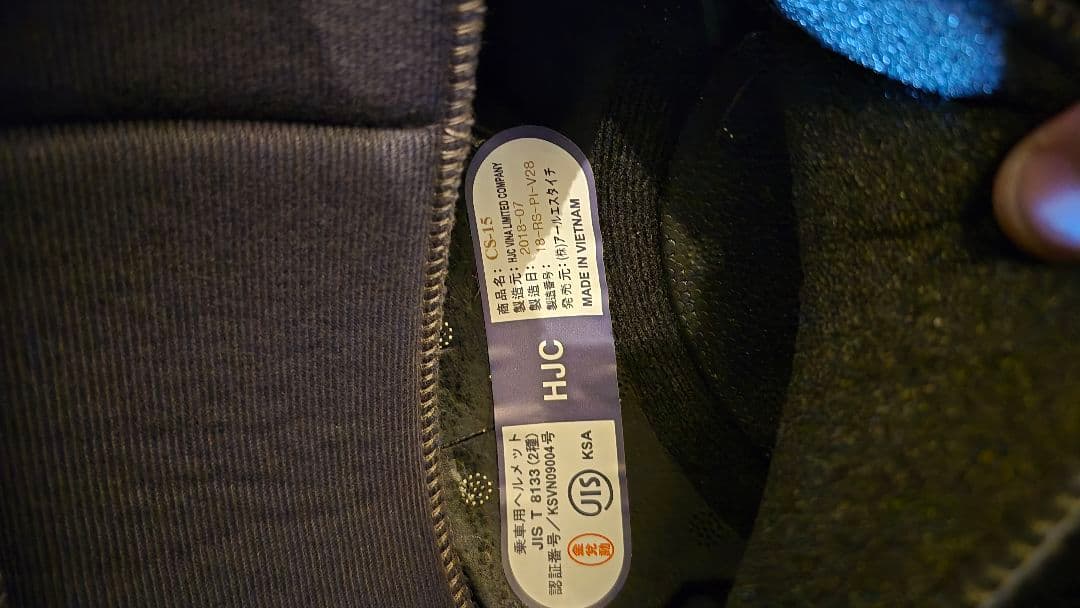 乗車用ヘルメット
JIS T 8133 (2種)
認証番号/KSVN09004号
JIS KSA
HJC
商品名: CS-15
製造元: HJC VINA LIMITED COMPANY
製造日: 2018-07
製造番号: 18-RS-PI-V28
発売元: (株)アールエスタイチ
MADE IN VIETNAM